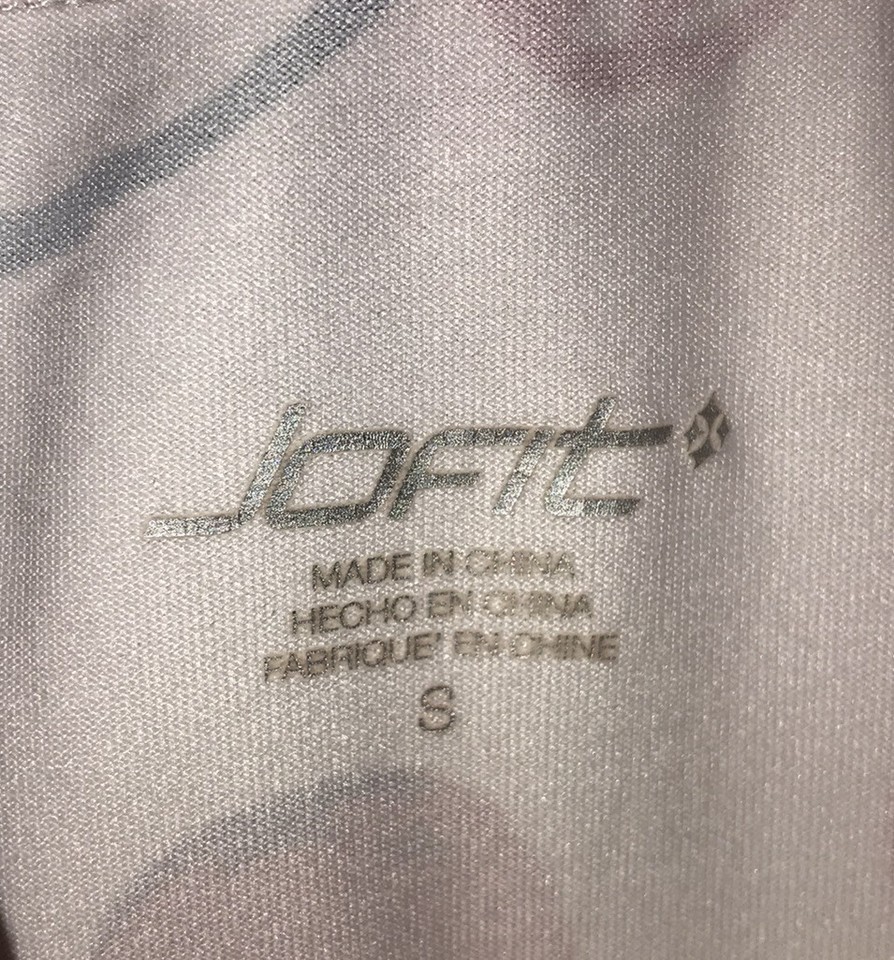 JOFIT
MADE IN CHINA
HECHO EN CHINA
FABRIQUE' EN CHINE
S